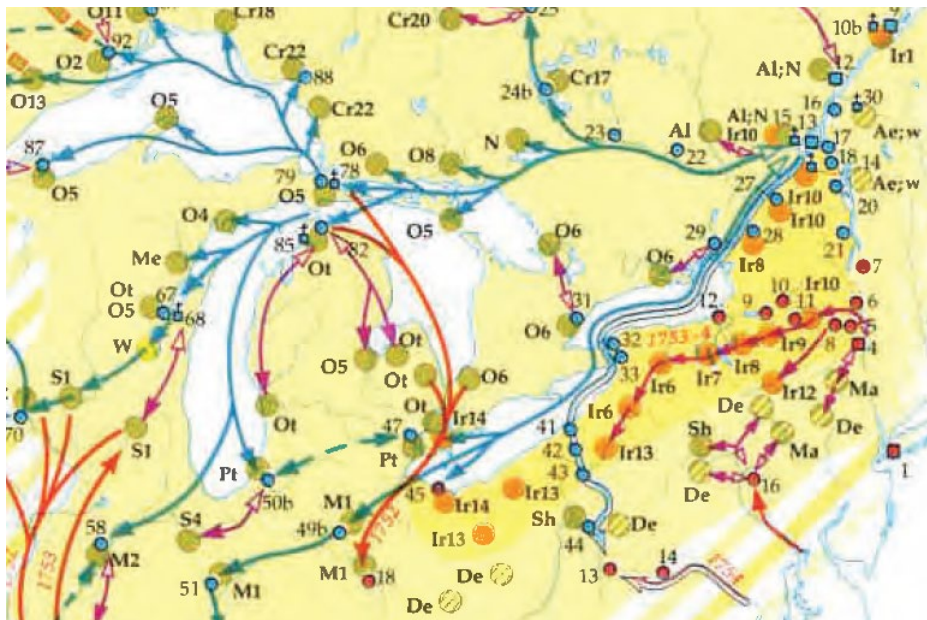 O11
92
Cr18
Cr20
25
10b
9
Ir1
O2
Cr22
88
Cr17
24b
Al;N
12
O13
O5
Cr22
16
30
Ae;w
Al;N
Ir10
15
13
17
23
Al
22
N
87
O5
O6
O8
79
78
O5
18
14
Ae;w
27
20
Ir10
Ir10
O4
85
82
Ot
O5
O6
29
28
Ir8
21
Me
O6
7
Ot
O5
67
68
31
O6
12
9
10
11
Ir10
6
5
W
32
33
1753-4
Ir7
Ir8
Ir9
8
4
O5
Ot
S1
Ot
O6
Ir6
Ir12
Ma
De
70
Ot
Ot
Ir14
Ir6
De
S1
47
Pt
41
42
43
Ir13
Sh
Ma
1
Pt
50b
45
Ir14
Ir13
De
16
M1
49b
S4
58
M2
1752
Ir13
Sh
44
De
1753
51
M1
M1
18
De
De
13
14
1754